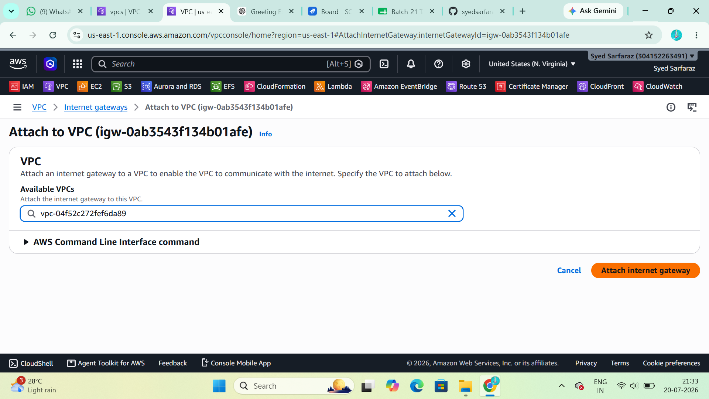 (9) Whats
vpcs | VPC
VPC | us
Greeting
Board
Batch-21
syedsarfa
Ask Gemini
us-east-1.console.aws.amazon.com/vpcconsole/home?region=us-east-1#AttachInternetGateway:internetGatewayId=igw-0ab3543f134b01afe
aws
Search
[Alt+S]
United States (N. Virginia)
Syed Sarfaraz (504152263491)
Syed Sarfaraz
IAM
VPC
EC2
S3
Aurora and RDS
EFS
CloudFormation
Lambda
Amazon EventBridge
Route 53
Certificate Manager
CloudFront
CloudWatch
VPC
Internet gateways
Attach to VPC (igw-0ab3543f134b01afe)
Attach to VPC (igw-0ab3543f134b01afe) Info
VPC
Attach an internet gateway to a VPC to enable the VPC to communicate with the internet. Specify the VPC to attach below.
Available VPCs
Attach the internet gateway to this VPC.
vpc-04f52c272fef6da89
AWS Command Line Interface command
Cancel
Attach internet gateway
CloudShell
Agent Toolkit for AWS
Feedback
Console Mobile App
© 2026, Amazon Web Services, Inc. or its affiliates.
Privacy
Terms
Cookie preferences
28°C
Light rain
Search
ENG
IN
21:33
20-07-2026